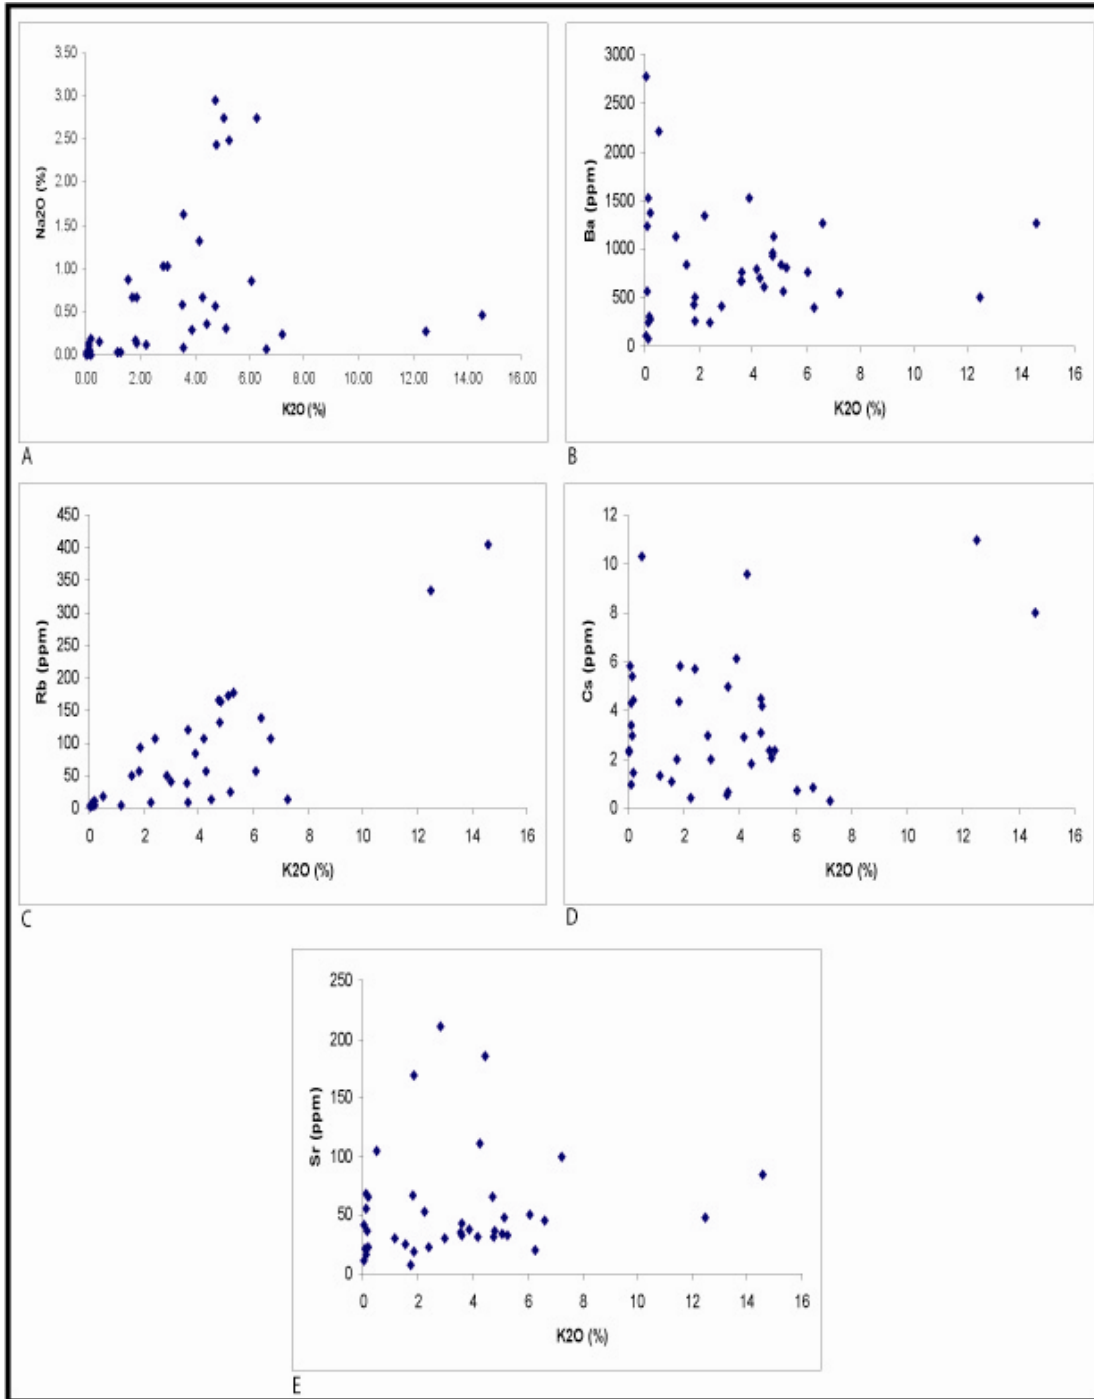 3.50
3.00
2.50
2.00
1.50
1.00
0.50
0.00
Na2O (%)
0.00 2.00 4.00 6.00 8.00 10.00 12.00 14.00 16.00
K2O (%)
A
3000
2500
2000
1500
1000
500
0
Ba (ppm)
0 2 4 6 8 10 12 14 16
K2O (%)
B
450
400
350
300
250
200
150
100
50
0
Rb (ppm)
0 2 4 6 8 10 12 14 16
K2O (%)
C
12
10
8
6
4
2
0
Cs (ppm)
0 2 4 6 8 10 12 14 16
K2O (%)
D
250
200
150
100
50
0
Sr (ppm)
0 2 4 6 8 10 12 14 16
K2O (%)
E